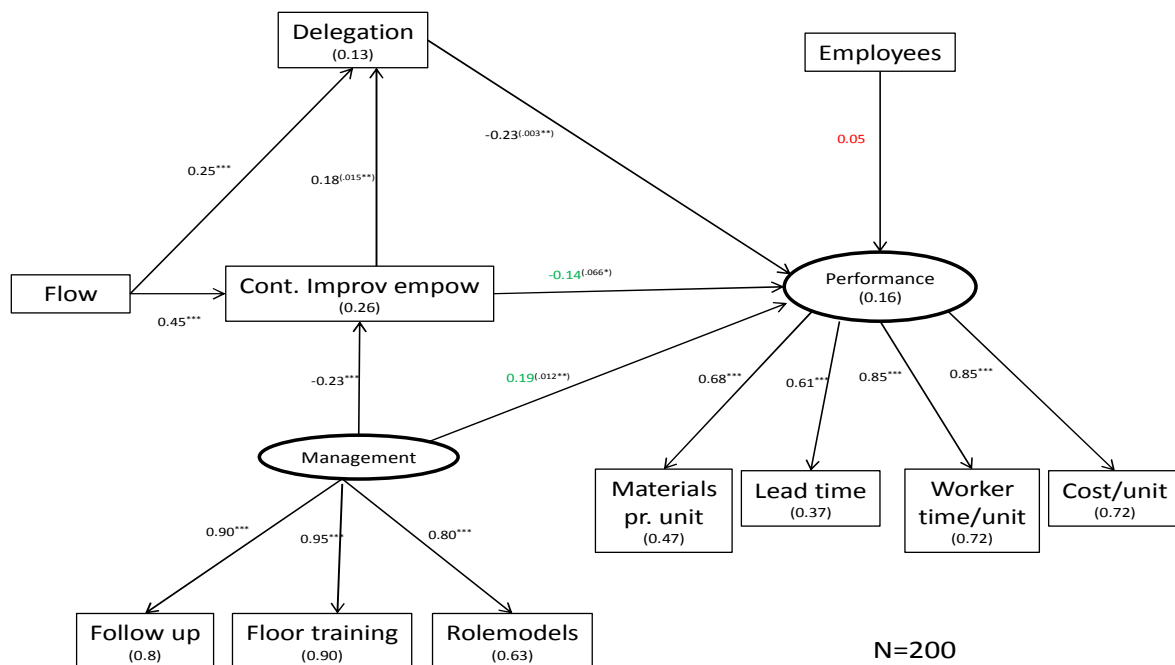 Delegation
(0.13)
Employees
-0.23(.003**)
0.05
0.25***
0.18(.015**)
Flow
Cont. Improv empow
(0.26)
-0.14(.066*)
Performance
(0.16)
0.45***
-0.23***
0.19(.012**)
0.68***
0.61***
0.85***
0.85***
Management
Materials
pr. unit
(0.47)
Lead time
(0.37)
Worker
time/unit
(0.72)
Cost/unit
(0.72)
0.90***
0.95***
0.80***
Follow up
(0.8)
Floor training
(0.90)
Rolemodels
(0.63)
N=200